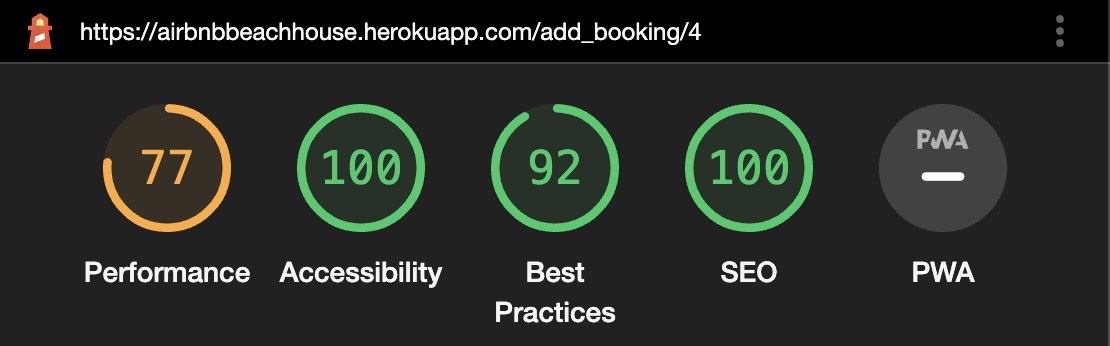 https://airbnbbeachhouse.herokuapp.com/add_booking/4
77 100 92 100 PWA
Performance Accessibility Best SEO PWA
Practices